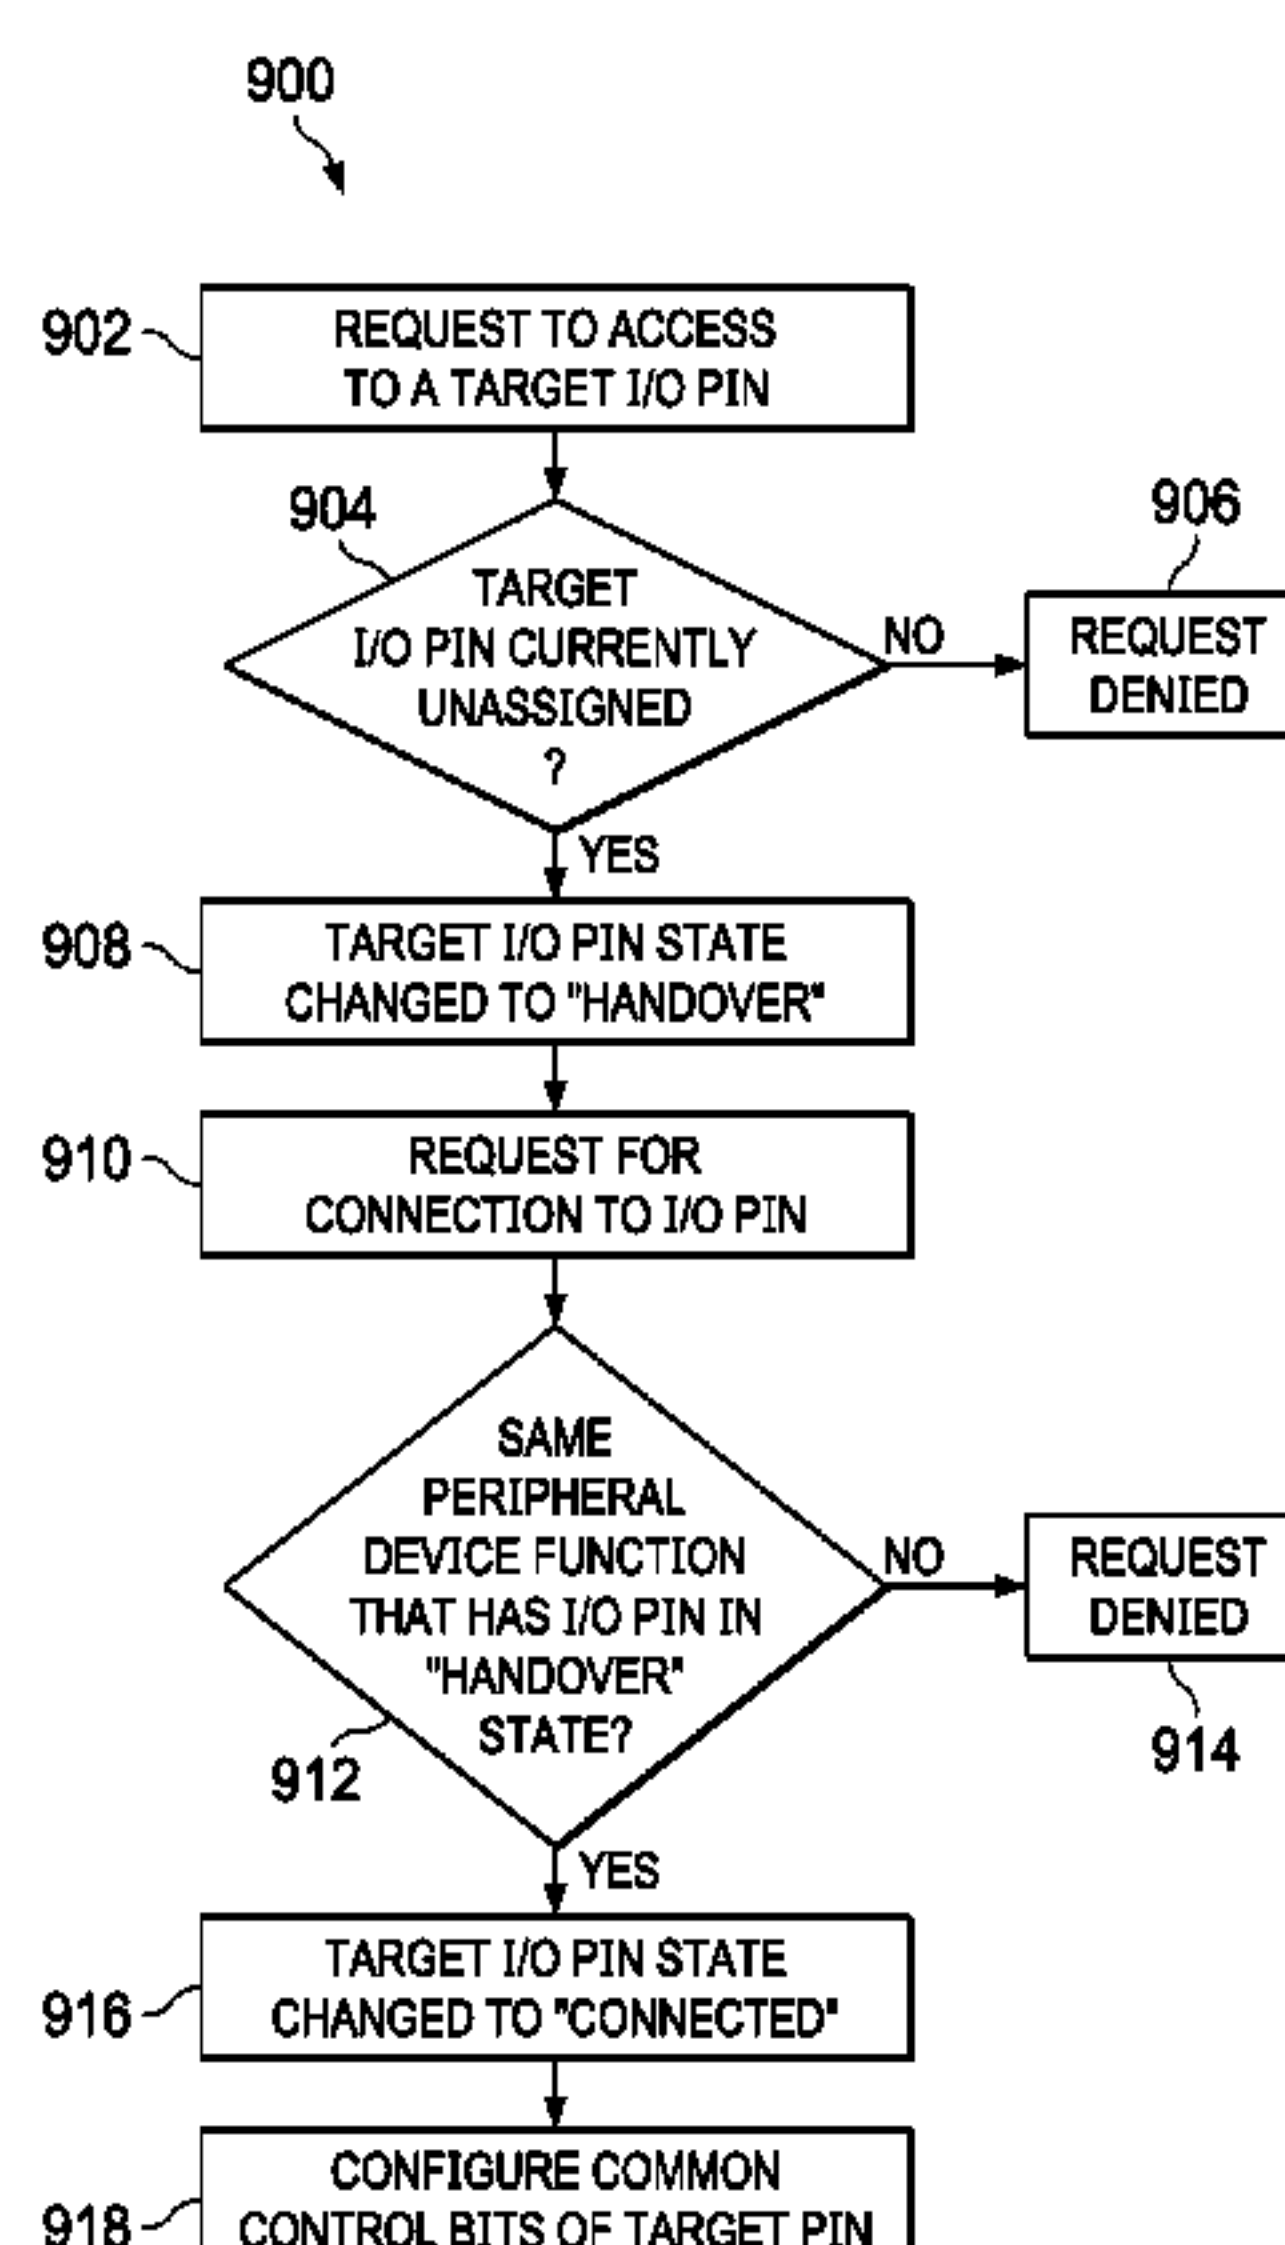 900
902
REQUEST TO ACCESS
TO A TARGET I/O PIN
904
TARGET
I/O PIN CURRENTLY
UNASSIGNED
?
NO
906
REQUEST
DENIED
YES
908
TARGET I/O PIN STATE
CHANGED TO "HANDOVER"
910
REQUEST FOR
CONNECTION TO I/O PIN
SAME
PERIPHERAL
DEVICE FUNCTION
THAT HAS I/O PIN IN
"HANDOVER"
STATE?
912
NO
REQUEST
DENIED
914
YES
916
TARGET I/O PIN STATE
CHANGED TO "CONNECTED"
918
CONFIGURE COMMON
CONTROL BITS OF TARGET PIN